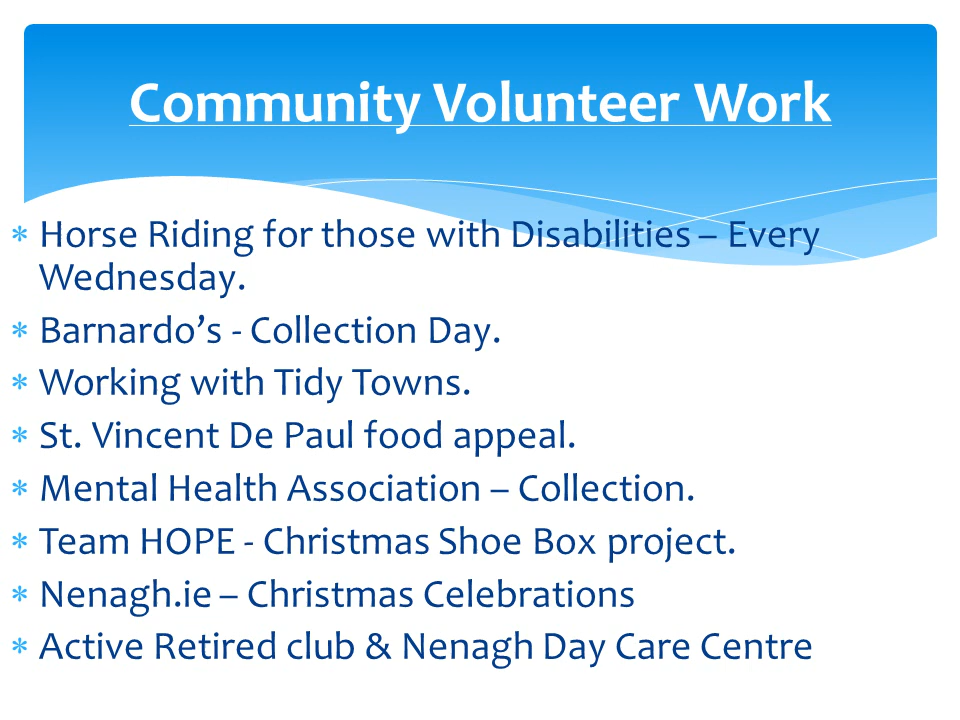 Community Volunteer Work
* Horse Riding for those with Disabilities – Every
Wednesday.
* Barnardo’s - Collection Day.
* Working with Tidy Towns.
* St. Vincent De Paul food appeal.
* Mental Health Association – Collection.
* Team HOPE - Christmas Shoe Box project.
* Nenagh.ie – Christmas Celebrations
* Active Retired club & Nenagh Day Care Centre